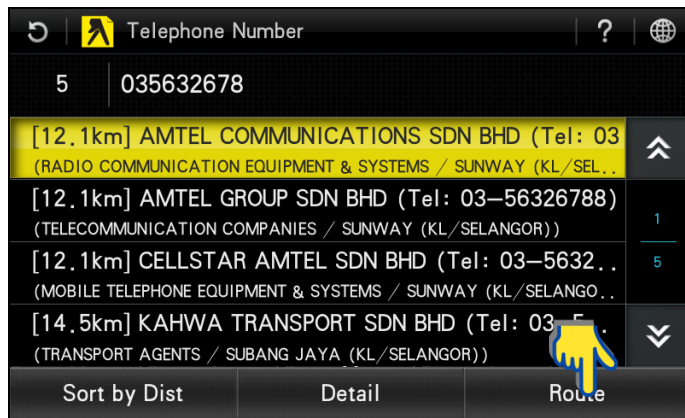 Telephone Number
?
5 035632678
[12.1km] AMTEL COMMUNICATIONS SDN BHD (Tel: 03
(RADIO COMMUNICATION EQUIPMENT & SYSTEMS / SUNWAY (KL/SEL..
[12.1km] AMTEL GROUP SDN BHD (Tel: 03-56326788)
(TELECOMMUNICATION COMPANIES / SUNWAY (KL/SELANGOR))
1
[12.1km] CELLSTAR AMTEL SDN BHD (Tel: 03-5632..
5
(MOBILE TELEPHONE EQUIPMENT & SYSTEMS / SUNWAY (KL/SELANGO..
[14.5km] KAHWA TRANSPORT SDN BHD (Tel: 03-5..
(TRANSPORT AGENTS / SUBANG JAYA (KL/SELANGOR))
Sort by Dist Detail Route